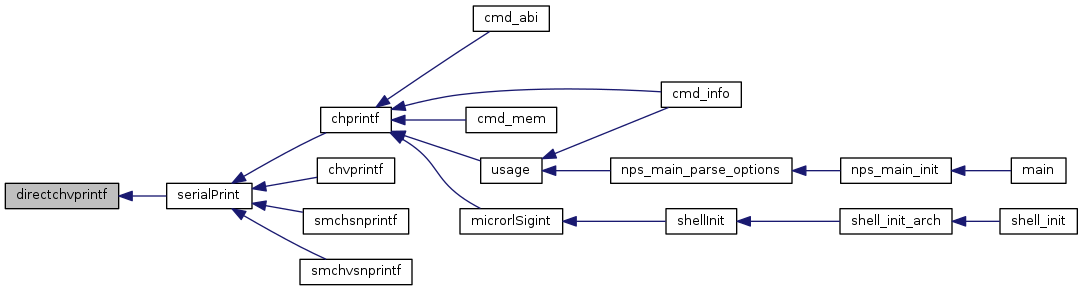 cmd_abi
cmd_info
chprintf
cmd_mem
chvprintf
usage
nps_main_parse_options
nps_main_init
main
directchvprintf
serialPrint
smchsnprintf
microrlSigint
shellInit
shell_init_arch
shell_init
smchvsnprintf